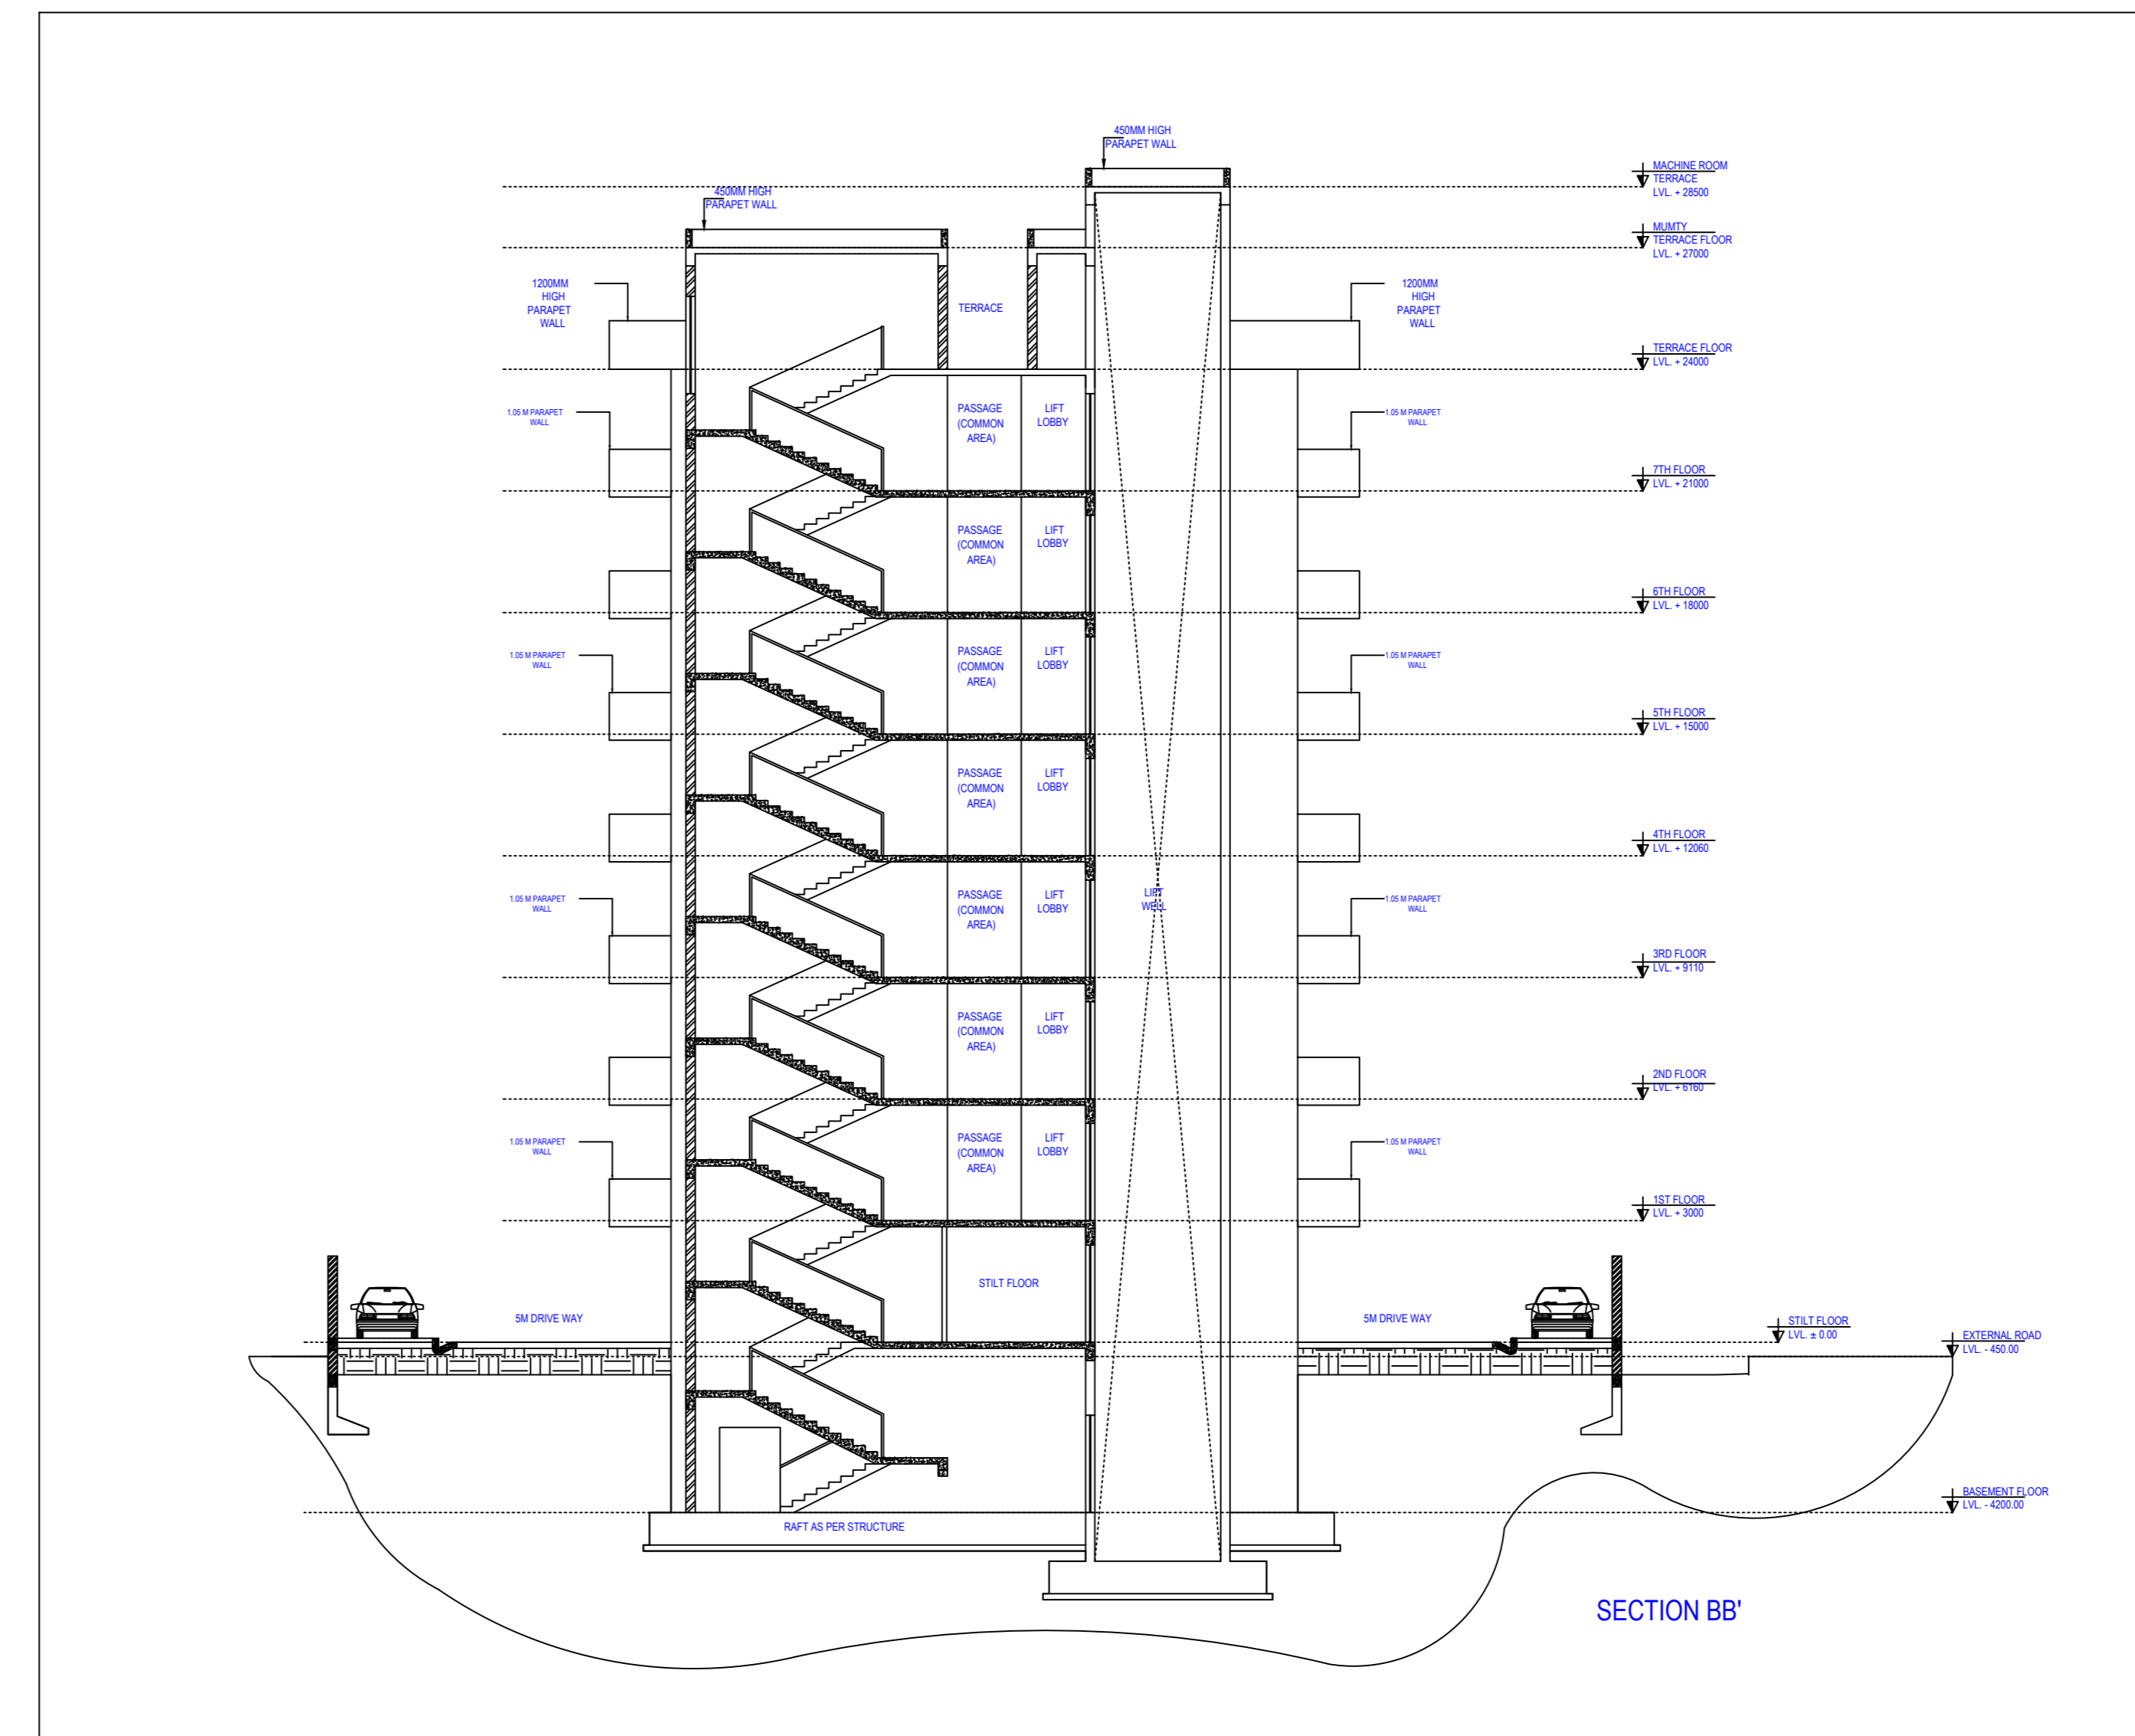 450MM HIGH
PARAPET WALL
MACHINE ROOM
TERRACE
LVL. + 28500
450MM HIGH
PARAPET WALL
MUMTY
TERRACE FLOOR
LVL. + 27000
1200MM
HIGH
PARAPET
WALL
TERRACE
1200MM
HIGH
PARAPET
WALL
TERRACE FLOOR
LVL. + 24000
1.05 M PARAPET
WALL
PASSAGE
(COMMON
AREA)
LIFT
LOBBY
1.05 M PARAPET
WALL
7TH FLOOR
LVL. + 21000
PASSAGE
(COMMON
AREA)
LIFT
LOBBY
6TH FLOOR
LVL. + 18000
1.05 M PARAPET
WALL
PASSAGE
(COMMON
AREA)
LIFT
LOBBY
1.05 M PARAPET
WALL
5TH FLOOR
LVL. + 15000
PASSAGE
(COMMON
AREA)
LIFT
LOBBY
4TH FLOOR
LVL. + 12060
1.05 M PARAPET
WALL
PASSAGE
(COMMON
AREA)
LIFT
LOBBY
LIFT
WELL
1.05 M PARAPET
WALL
3RD FLOOR
LVL. + 9110
PASSAGE
(COMMON
AREA)
LIFT
LOBBY
2ND FLOOR
LVL. + 6160
1.05 M PARAPET
WALL
PASSAGE
(COMMON
AREA)
LIFT
LOBBY
1.05 M PARAPET
WALL
1ST FLOOR
LVL. + 3000
STILT FLOOR
5M DRIVE WAY
5M DRIVE WAY
STILT FLOOR
LVL. ± 0.00
EXTERNAL ROAD
LVL. - 450.00
BASEMENT FLOOR
LVL. - 4200.00
RAFT AS PER STRUCTURE
SECTION BB'